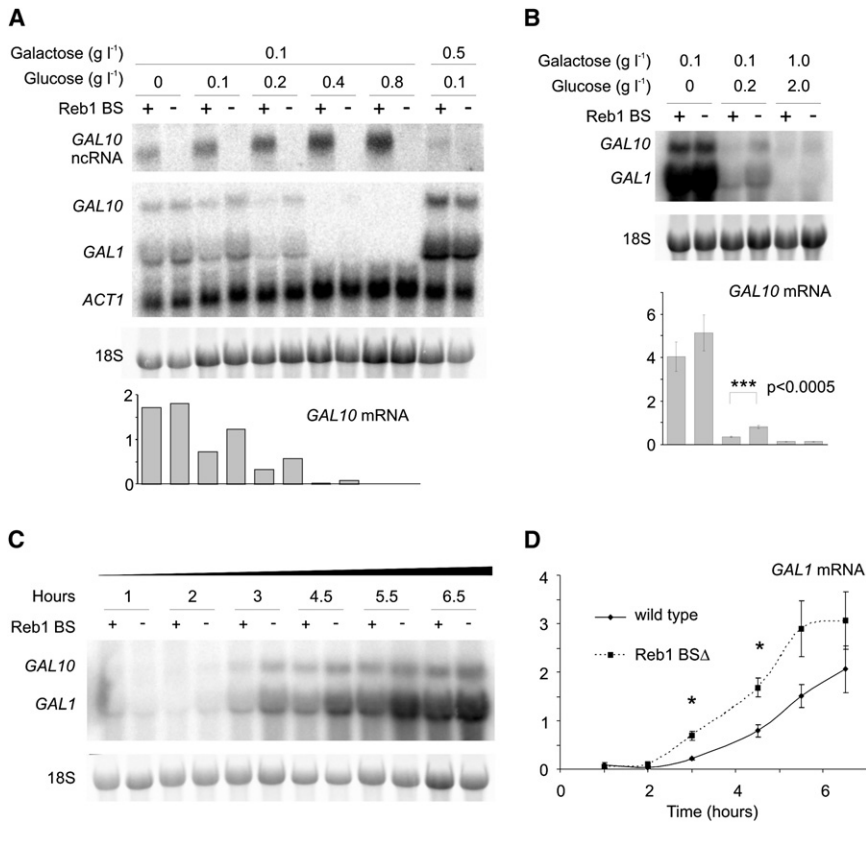 A
Galactose (g l⁻¹) 0.1 0.5
Glucose (g l⁻¹) 0 0.1 0.2 0.4 0.8 0.1
Reb1 BS + - + - + - + - + - + -
GAL10
ncRNA
GAL10
GAL1
ACT1
18S
2
GAL10 mRNA
1
0
B
Galactose (g l⁻¹) 0.1 0.1 1.0
Glucose (g l⁻¹) 0 0.2 2.0
Reb1 BS + - + - + -
GAL10
GAL1
18S
GAL10 mRNA
6
4
*** p<0.0005
2
0
C
Hours 1 2 3 4.5 5.5 6.5
Reb1 BS + - + - + - + - + - + -
GAL10
GAL1
18S
D
GAL1 mRNA
4
wild type
3
Reb1 BSΔ
*
2
*
1
0
0 2 4 6
Time (hours)